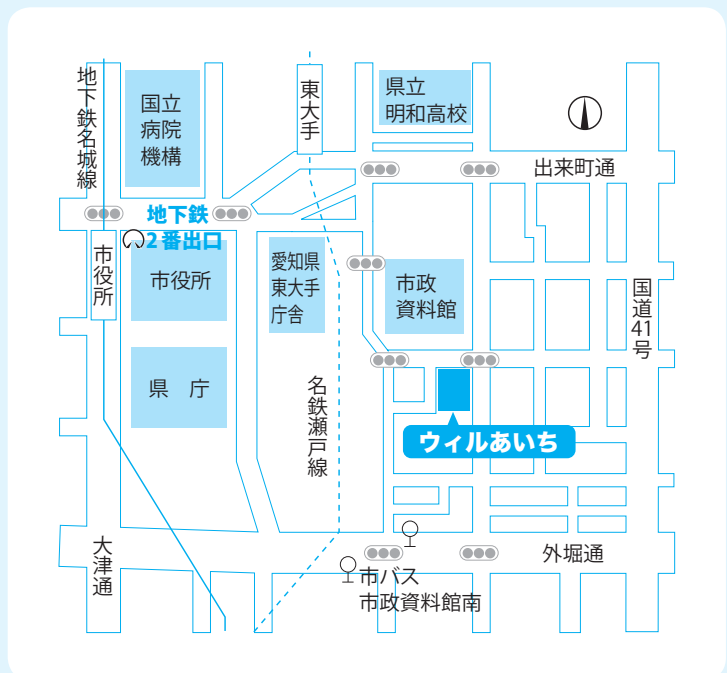 地下鉄名城線
国立
病院
機構
東大手
県立
明和高校
出来町通
地下鉄
2番出口
市役所
市役所
愛知県
東大手
庁舎
市政
資料館
国道41号
県 庁
名鉄瀬戸線
ウィルあいち
大津通
外堀通
市バス
市政資料館南